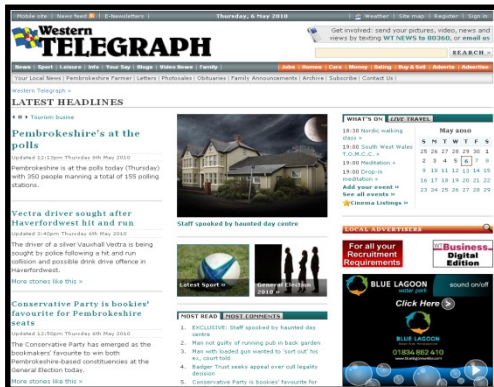 Mobile site | News feed | E-Newsletters
Thursday, 6 May 2010
Weather | Site map | Register | Sign in
Western
TELEGRAPH
Get involved: send your pictures, video, news and
views by texting WT NEWS to 80360, or email us
SEARCH »
News | Sport | Leisure | Info | Your Say | Blogs | Video News | Family |
Jobs | Homes | Cars | Money | Dating | Buy & Sell | Adverts | Advertise
Your Local News | Pembrokeshire Farmer | Letters | Photosales | Obituaries | Family Announcements | Archive | Subscribe | Contact Us |
Western Telegraph »
LATEST HEADLINES
Tourism busine
Pembrokeshire's at the
polls
Updated 12:13pm Thursday 6th May 2010
Pembrokeshire is at the polls today (Thursday)
with 350 people manning a total of 155 polling
stations.
Vectra driver sought after
Haverfordwest hit and run
Updated 2:40pm Thursday 6th May 2010
The driver of a silver Vauxhall Vectra is being
sought by police following a hit and run
collision and possible drink drive offence in
Haverfordwest.
More stories like this »
Conservative Party is bookies'
favourite for Pembrokeshire
seats
Updated 12:50pm Thursday 6th May 2010
The Conservative Party has emerged as the
bookmakers' favourite to win both
Pembrokeshire-based constituencies at the
General Election today.
More stories like this »
Staff spooked by haunted day centre
Latest Sport »
General Election
2010 »
MOST READ | MOST COMMENTS
1. EXCLUSIVE: Staff spooked by haunted day
centre
2. Man not guilty of running pub in back garden
3. Man with loaded gun wanted to 'sort out' his
ex, court told
4. Badger Trust seeks appeal over cull legality
decision
5. Conservative Party is bookies' favourite for
WHAT'S ON | LIVE TRAVEL
18:30 Nordic walking
class »
19:00 South West Wales
T.O.M.C.C. »
19:00 Meditation »
19:00 Drop-in
meditation »
Add your event »
See all events »
Cinema Listings »
May 2010
S M T W T F S
25 26 27 28 29 30 1
2 3 4 5 6 7 8
9 10 11 12 13 14 15
16 17 18 19 20 21 22
23 24 25 26 27 28 29
LOCAL ADVERTISERS
For all your
Recruitment
Requirements
WT Business
Digital
Edition
BLUE LAGOON
water park
sound on/off
Click Here
BLUE LAGOON
01834 862 410
www.bluelagoonwales.com